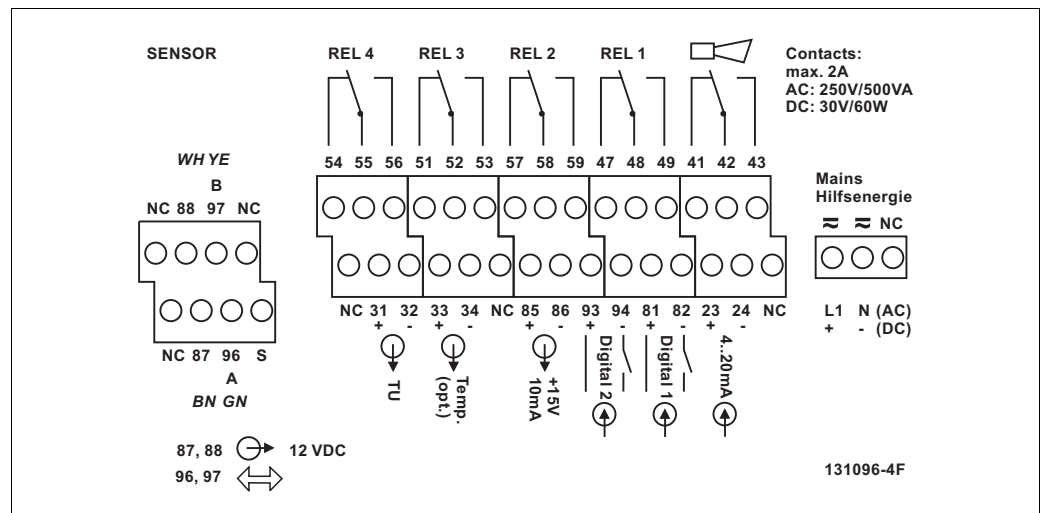 SENSOR
REL 4 REL 3 REL 2 REL 1
Contacts:
max. 2A
AC: 250V/500VA
DC: 30V/60W
WH YE
B
NC 88 97 NC
54 55 56 51 52 53 57 58 59 47 48 49 41 42 43
Mains
Hilfsenergie
NC
NC 31 32 33 34 NC 85 86 93 94 81 82 23 24 NC
+ - + - + - + - + - + -
TU
Temp.
(opt.)
+15V
10mA
Digital 2
Digital 1
4..20mA
L1 N (AC)
+ - (DC)
NC 87 96 S
A
BN GN
87, 88 12 VDC
96, 97
131096-4F